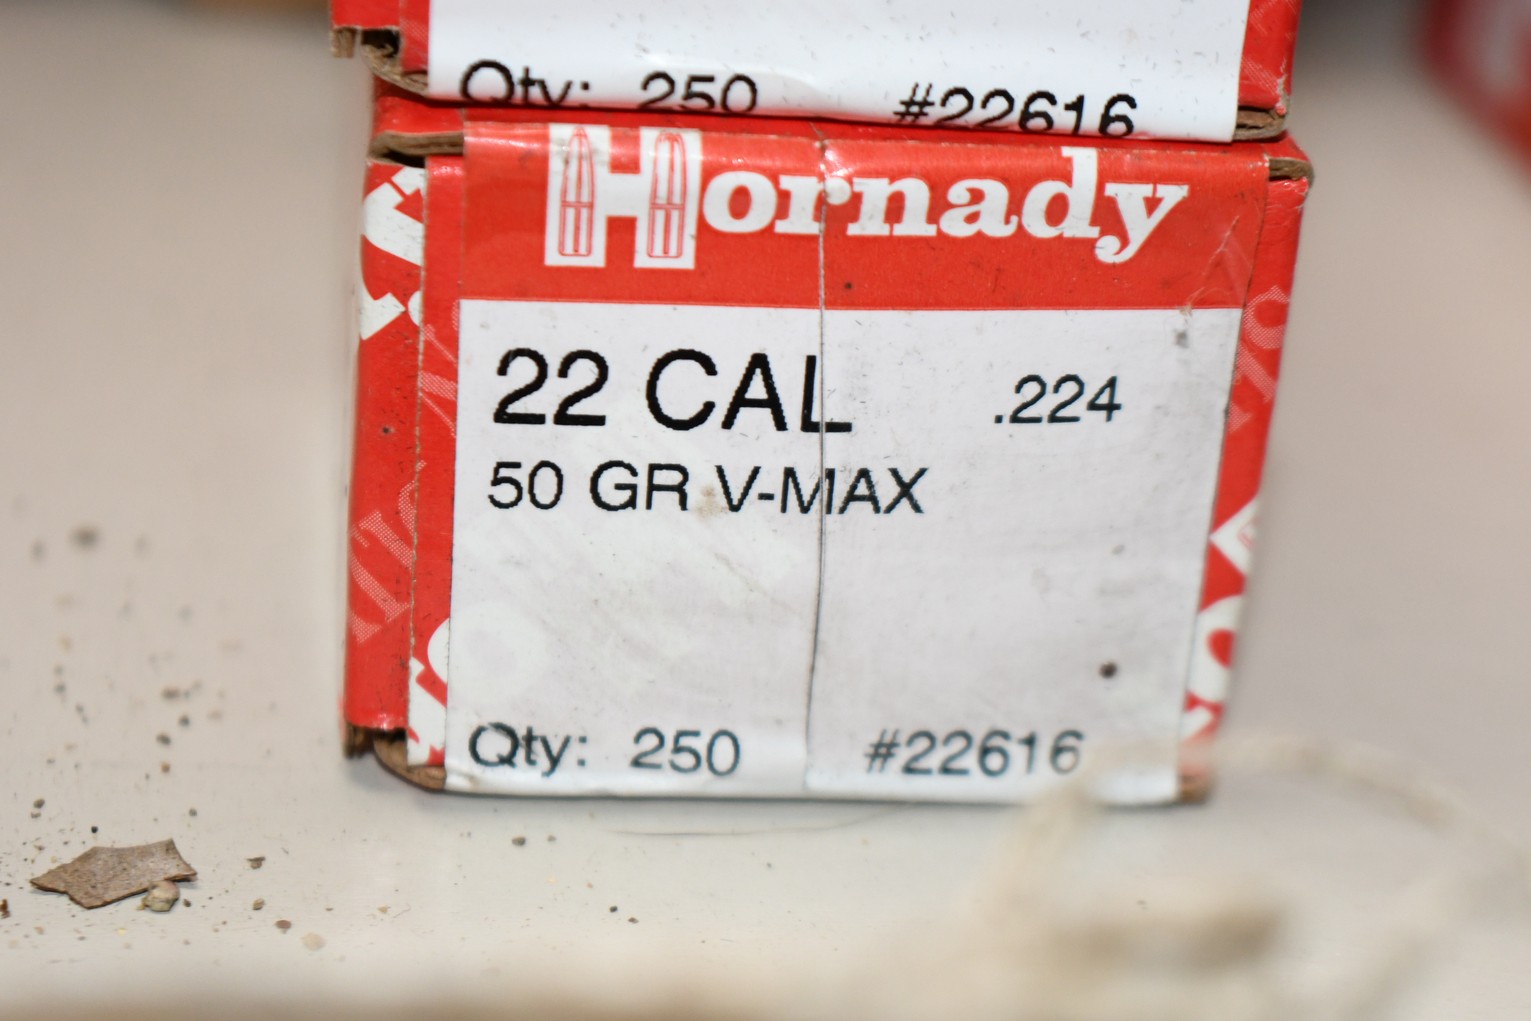 Qty: 250 #22616
Hornady
22 CAL .224
50 GR V-MAX
Qty: 250 #22616